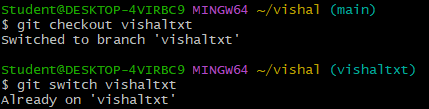 Student@DESKTOP-4VIRBC9 MINGW64 ~/vishal (main)
$ git checkout vishaltxt
Switched to branch 'vishaltxt'
Student@DESKTOP-4VIRBC9 MINGW64 ~/vishal (vishaltxt)
$ git switch vishaltxt
Already on 'vishaltxt'